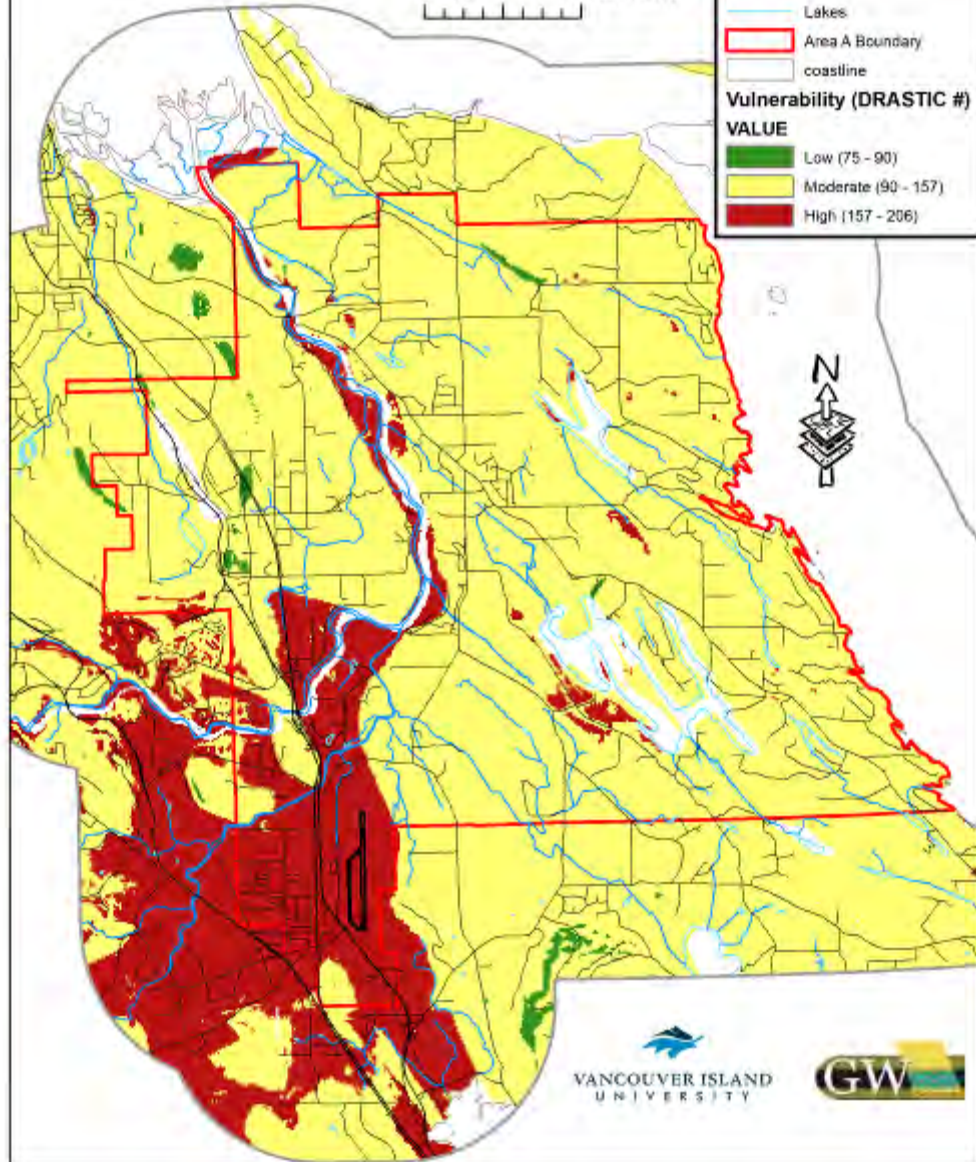 Lakes
Area A Boundary
coastline
Vulnerability (DRASTIC #)
VALUE
Low (75 - 90)
Moderate (90 - 157)
High (157 - 206)
N
VANCOUVER ISLAND
UNIVERSITY
GW